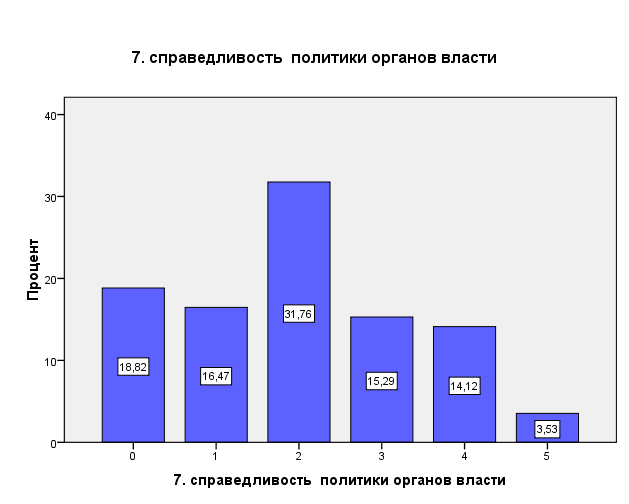 7. справедливость политики органов власти
Процент
40
30
20
10
0
18,82
16,47
31,76
15,29
14,12
3,53
0 1 2 3 4 5
7. справедливость политики органов власти